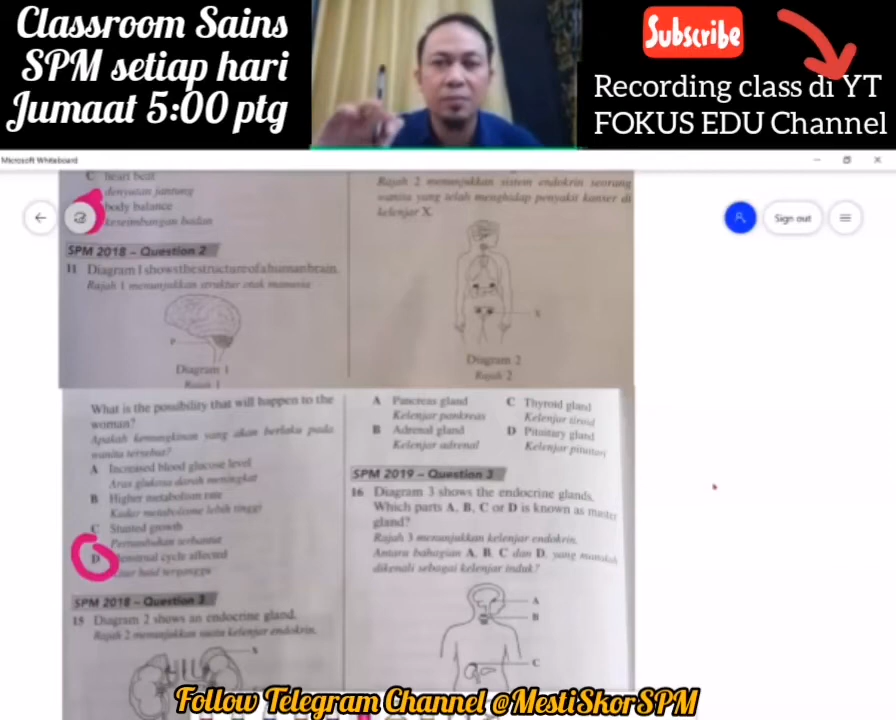 Classroom Sains
SPM setiap hari
Jumaat 5:00 ptg
Subscribe
Recording class di YT
FOKUS EDU Channel
Microsoft Whiteboard
Sign out
C heart beat
denyutan jantung
body balance
keseimbangan badan
SPM 2018 – Question 2
11 Diagram 1 shows the structure of a human brain.
Rajah 1 menunjukkan struktur otak manusia
P
Diagram 1
Rajah 1
Rajah 2 menunjukkan sistem endokrin seorang
wanita yang telah menghidap penyakit kanser di
kelenjar X.
X
Diagram 2
Rajah 2
What is the possibility that will happen to the
woman?
Apakah kemungkinan yang akan berlaku pada
wanita tersebut?
A Increased blood glucose level
Aras glukosa darah meningkat
B Higher metabolism rate
Kadar metabolisme lebih tinggi
C Stunted growth
Pertumbuhan terbantut
D Menstrual cycle affected
haid terganggu
SPM 2018 – Question 3
15 Diagram 2 shows an endocrine gland.
Rajah 2 menunjukkan suatu kelenjar endokrin.
X
A Pancreas gland
Kelenjar pankreas
B Adrenal gland
Kelenjar adrenal
C Thyroid gland
Kelenjar tiroid
D Pituitary gland
Kelenjar pituitari
SPM 2019 – Question 3
16 Diagram 3 shows the endocrine glands.
Which parts A, B, C or D is known as master
gland?
Rajah 3 menunjukkan kelenjar endokrin.
Antara bahagian A, B, C dan D, yang manakah
dikenali sebagai kelenjar induk?
A
B
C
Follow Telegram Channel @MestiSkorSPM